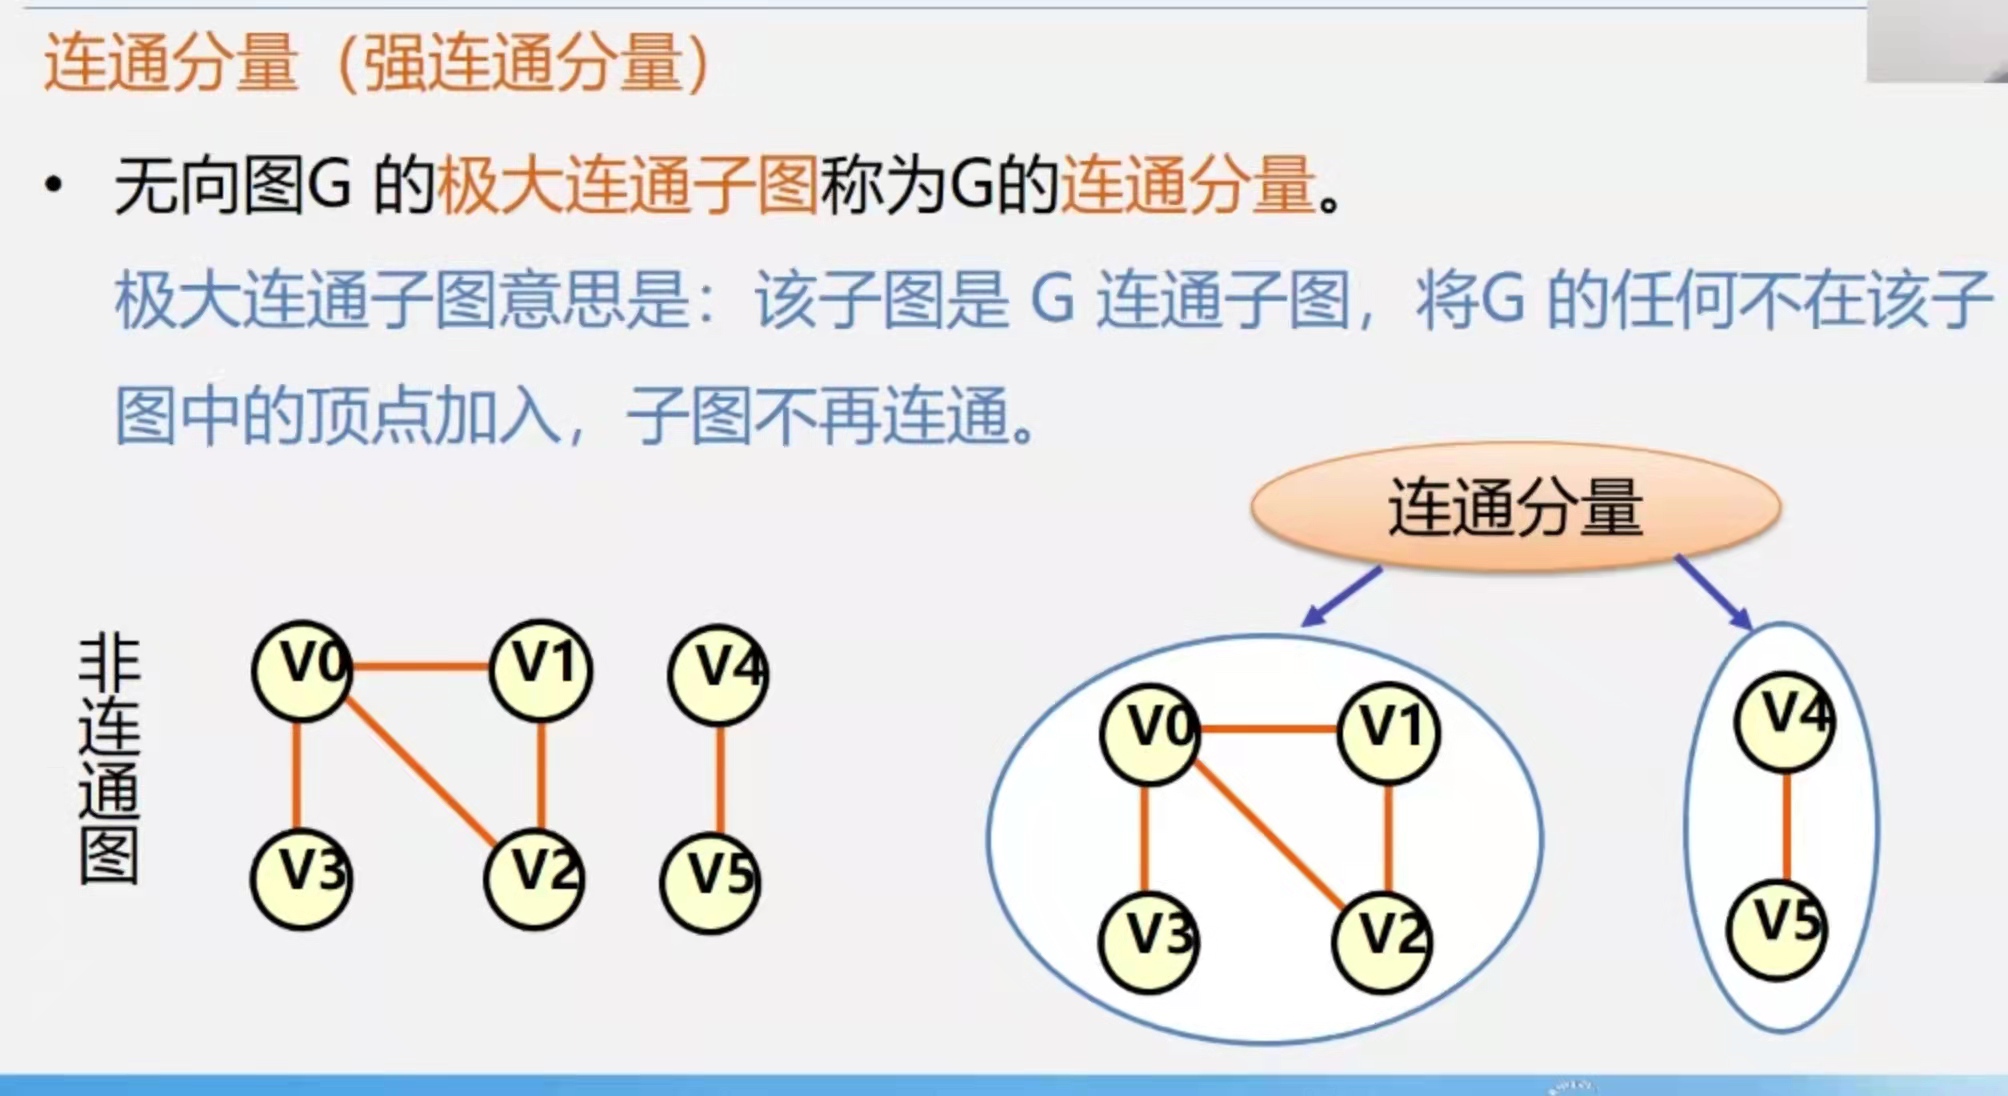 连通分量（强连通分量）
• 无向图G 的极大连通子图称为G的连通分量。
极大连通子图意思是：该子图是 G 连通子图，将G 的任何不在该子
图中的顶点加入，子图不再连通。
连通分量
非连通图
V0
V1
V4
V3
V2
V5
V0
V1
V4
V3
V2
V5